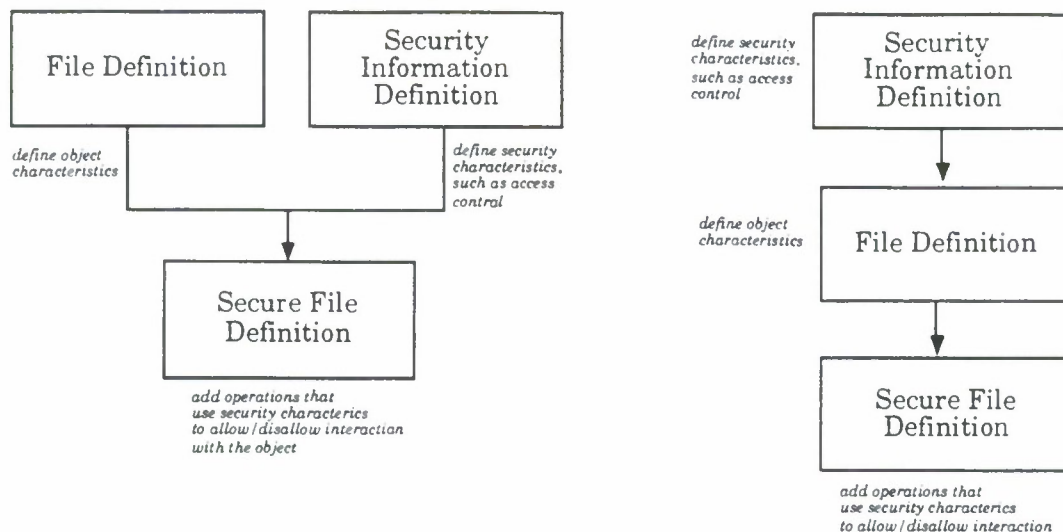 File Definition
Security
Information
Definition
define object
characteristics
define security
characteristics,
such as access
control
Secure File
Definition
add operations that
use security characterics
to allow/disallow interaction
with the object
define security
characteristics,
such as access
control
Security
Information
Definition
define object
characteristics
File Definition
Secure File
Definition
add operations that
use security characterics
to allow/disallow interaction